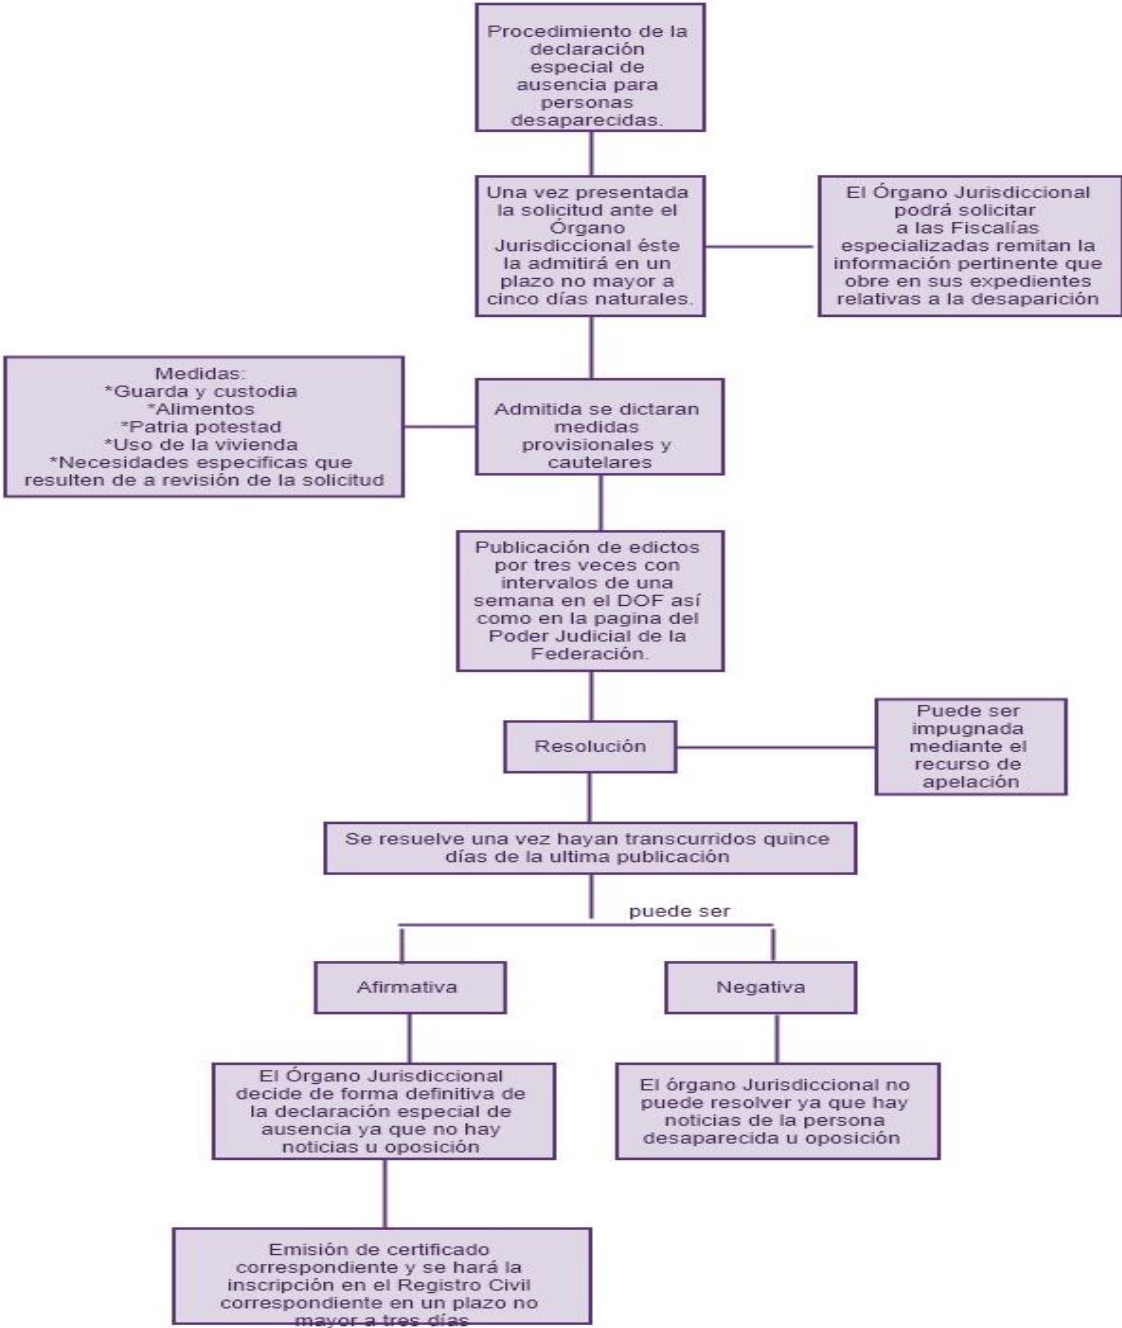 Procedimiento de la
declaración
especial de
ausencia para
personas
desaparecidas.
Una vez presentada
la solicitud ante el
Órgano
Jurisdiccional éste
la admitirá en un
plazo no mayor a
cinco días naturales.
El Órgano Jurisdiccional
podrá solicitar
a las Fiscalías
especializadas remitan la
información pertinente que
obre en sus expedientes
relativas a la desaparición
Medidas:
*Guarda y custodia
*Alimentos
*Patria potestad
*Uso de la vivienda
*Necesidades especificas que
resulten de a revisión de la solicitud
Admitida se dictaran
medidas
provisionales y
cautelares
Publicación de edictos
por tres veces con
intervalos de una
semana en el DOF así
como en la pagina del
Poder Judicial de la
Federación.
Resolución
Puede ser
impugnada
mediante el
recurso de
apelación
Se resuelve una vez hayan transcurridos quince
días de la ultima publicación
puede ser
Afirmativa
Negativa
El Órgano Jurisdiccional
decide de forma definitiva de
la declaración especial de
ausencia ya que no hay
noticias u oposición
El órgano Jurisdiccional no
puede resolver ya que hay
noticias de la persona
desaparecida u oposición
Emisión de certificado
correspondiente y se hará la
inscripción en el Registro Civil
correspondiente en un plazo no
mayor a tres días